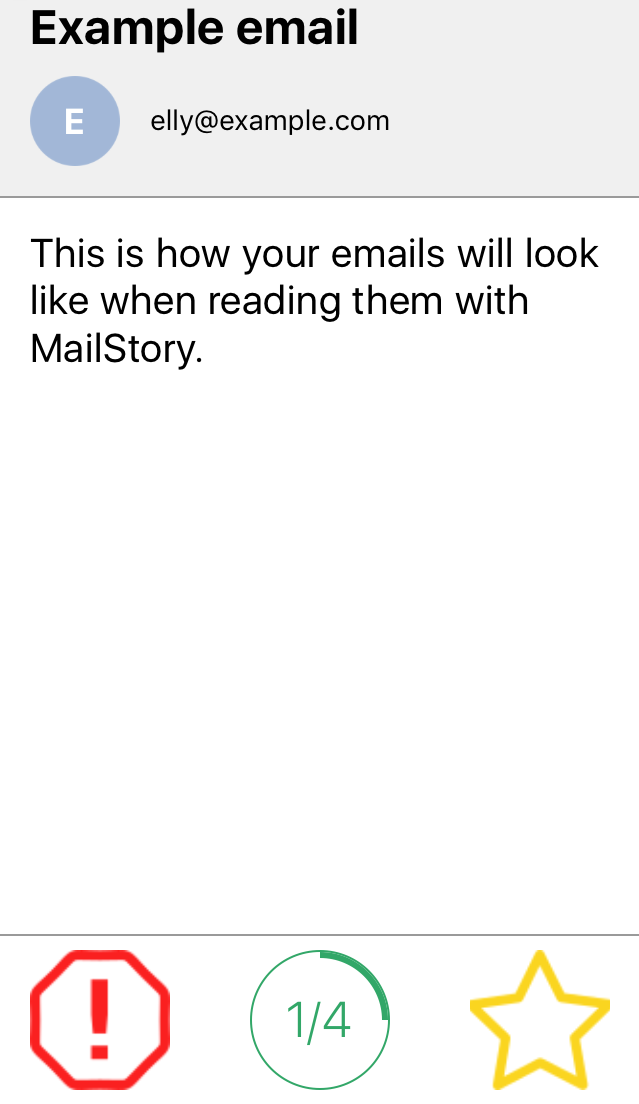 Example email
E
elly@example.com
This is how your emails will look
like when reading them with
MailStory.
!
1/4